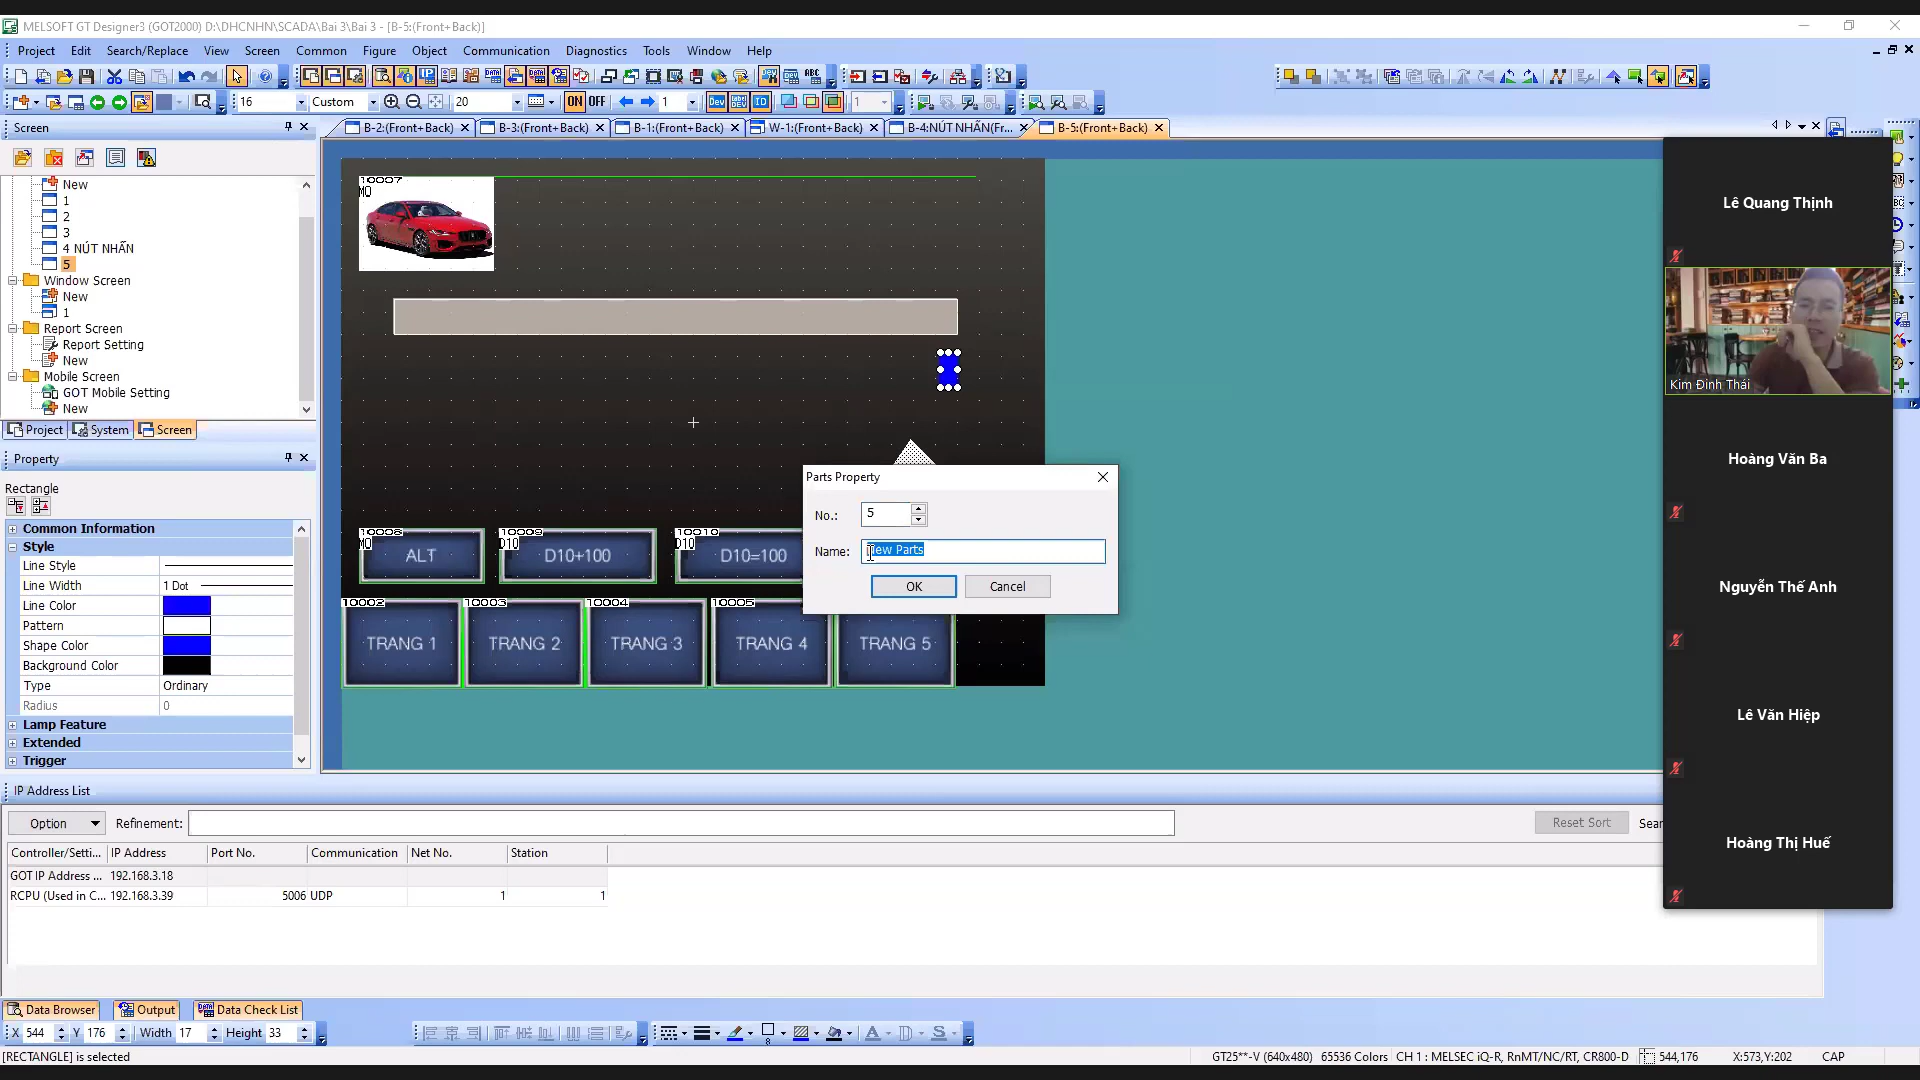 MELSOFT GT Designer3 (GOT2000) D:\DHCNHN\SCADA\Bai 3\Bai 3 - [B-5:(Front+Back)]
Project Edit Search/Replace View Screen Common Figure Object Communication Diagnostics Tools Window Help
16 Custom 20 ON OFF 1 Dev ID 1
Screen
B-2:(Front+Back) B-3:(Front+Back) B-1:(Front+Back) W-1:(Front+Back) B-4:NÚT NHẤN(Fr... B-5:(Front+Back)
New
1
2
3
4 NÚT NHẤN
5
Window Screen
New
1
Report Screen
Report Setting
New
Mobile Screen
GOT Mobile Setting
New
Project System Screen
Property
Rectangle
Common Information
Style
Line Style
Line Width 1 Dot
Line Color
Pattern
Shape Color
Background Color
Type Ordinary
Radius 0
Lamp Feature
Extended
Trigger
10007
M0
10008 10009 10010
M0 D10 D10
ALT D10+100 D10=100
10002 10003 10004 10005
TRANG 1 TRANG 2 TRANG 3 TRANG 4 TRANG 5
Parts Property
No.: 5
Name: New Parts
OK Cancel
Lê Quang Thịnh
Kim Đinh Thái
Hoàng Văn Ba
Nguyễn Thế Anh
Lê Văn Hiệp
Hoàng Thị Huế
IP Address List
Option Refinement: Reset Sort Sear
Controller/Setti... IP Address Port No. Communication Net No. Station
GOT IP Address ... 192.168.3.18
RCPU (Used in C... 192.168.3.39 5006 UDP 1 1
Data Browser Output Data Check List
X 544 Y 176 Width 17 Height 33
[RECTANGLE] is selected GT25**-V (640x480) 65536 Colors CH 1 : MELSEC iQ-R, RnMT/NC/RT, CR800-D 544,176 X:573,Y:202 CAP